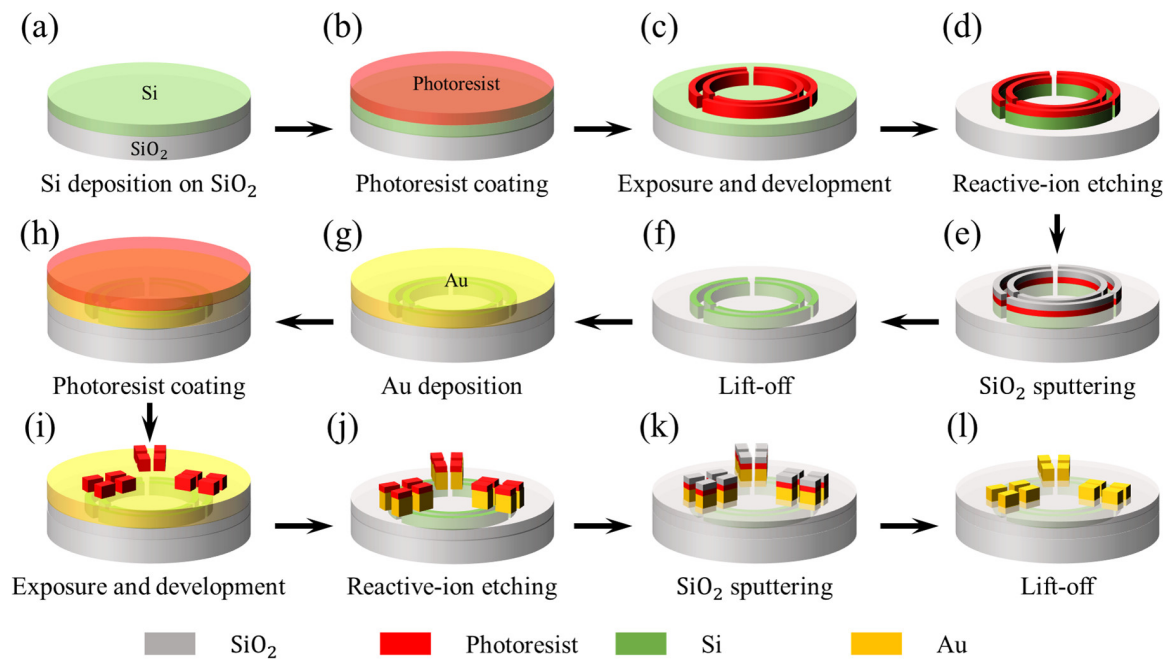 (a) (b) (c) (d)
Si
Photoresist
SiO₂
Si deposition on SiO₂
Photoresist coating
Exposure and development
Reactive-ion etching
(h) (g) (f) (e)
Au
Photoresist coating
Au deposition
Lift-off
SiO₂ sputtering
(i) (j) (k) (l)
Exposure and development
Reactive-ion etching
SiO₂ sputtering
Lift-off
SiO₂ Photoresist Si Au